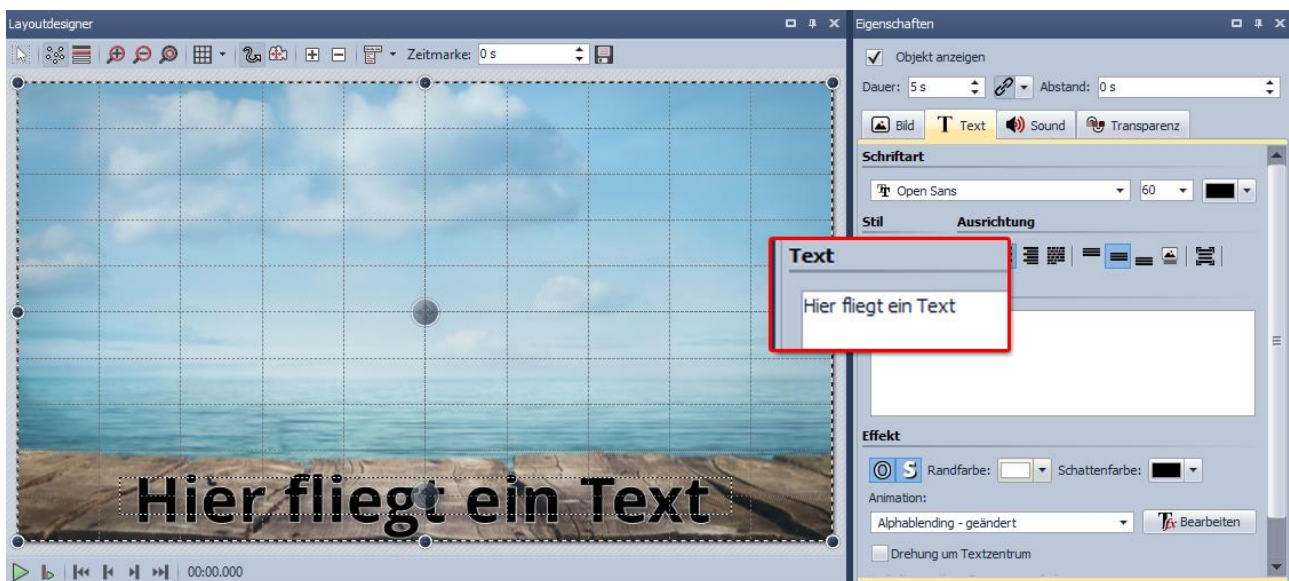 Layoutdesigner
Zeitmarke: 0 s
Hier fliegt ein Text
00:00.000
Eigenschaften
Objekt anzeigen
Dauer: 5 s Abstand: 0 s
Bild Text Sound Transparenz
Schriftart
Open Sans 60
Stil Ausrichtung
Text
Hier fliegt ein Text
Effekt
Randfarbe: Schattenfarbe:
Animation:
Alphablending - geändert Bearbeiten
Drehung um Textzentrum